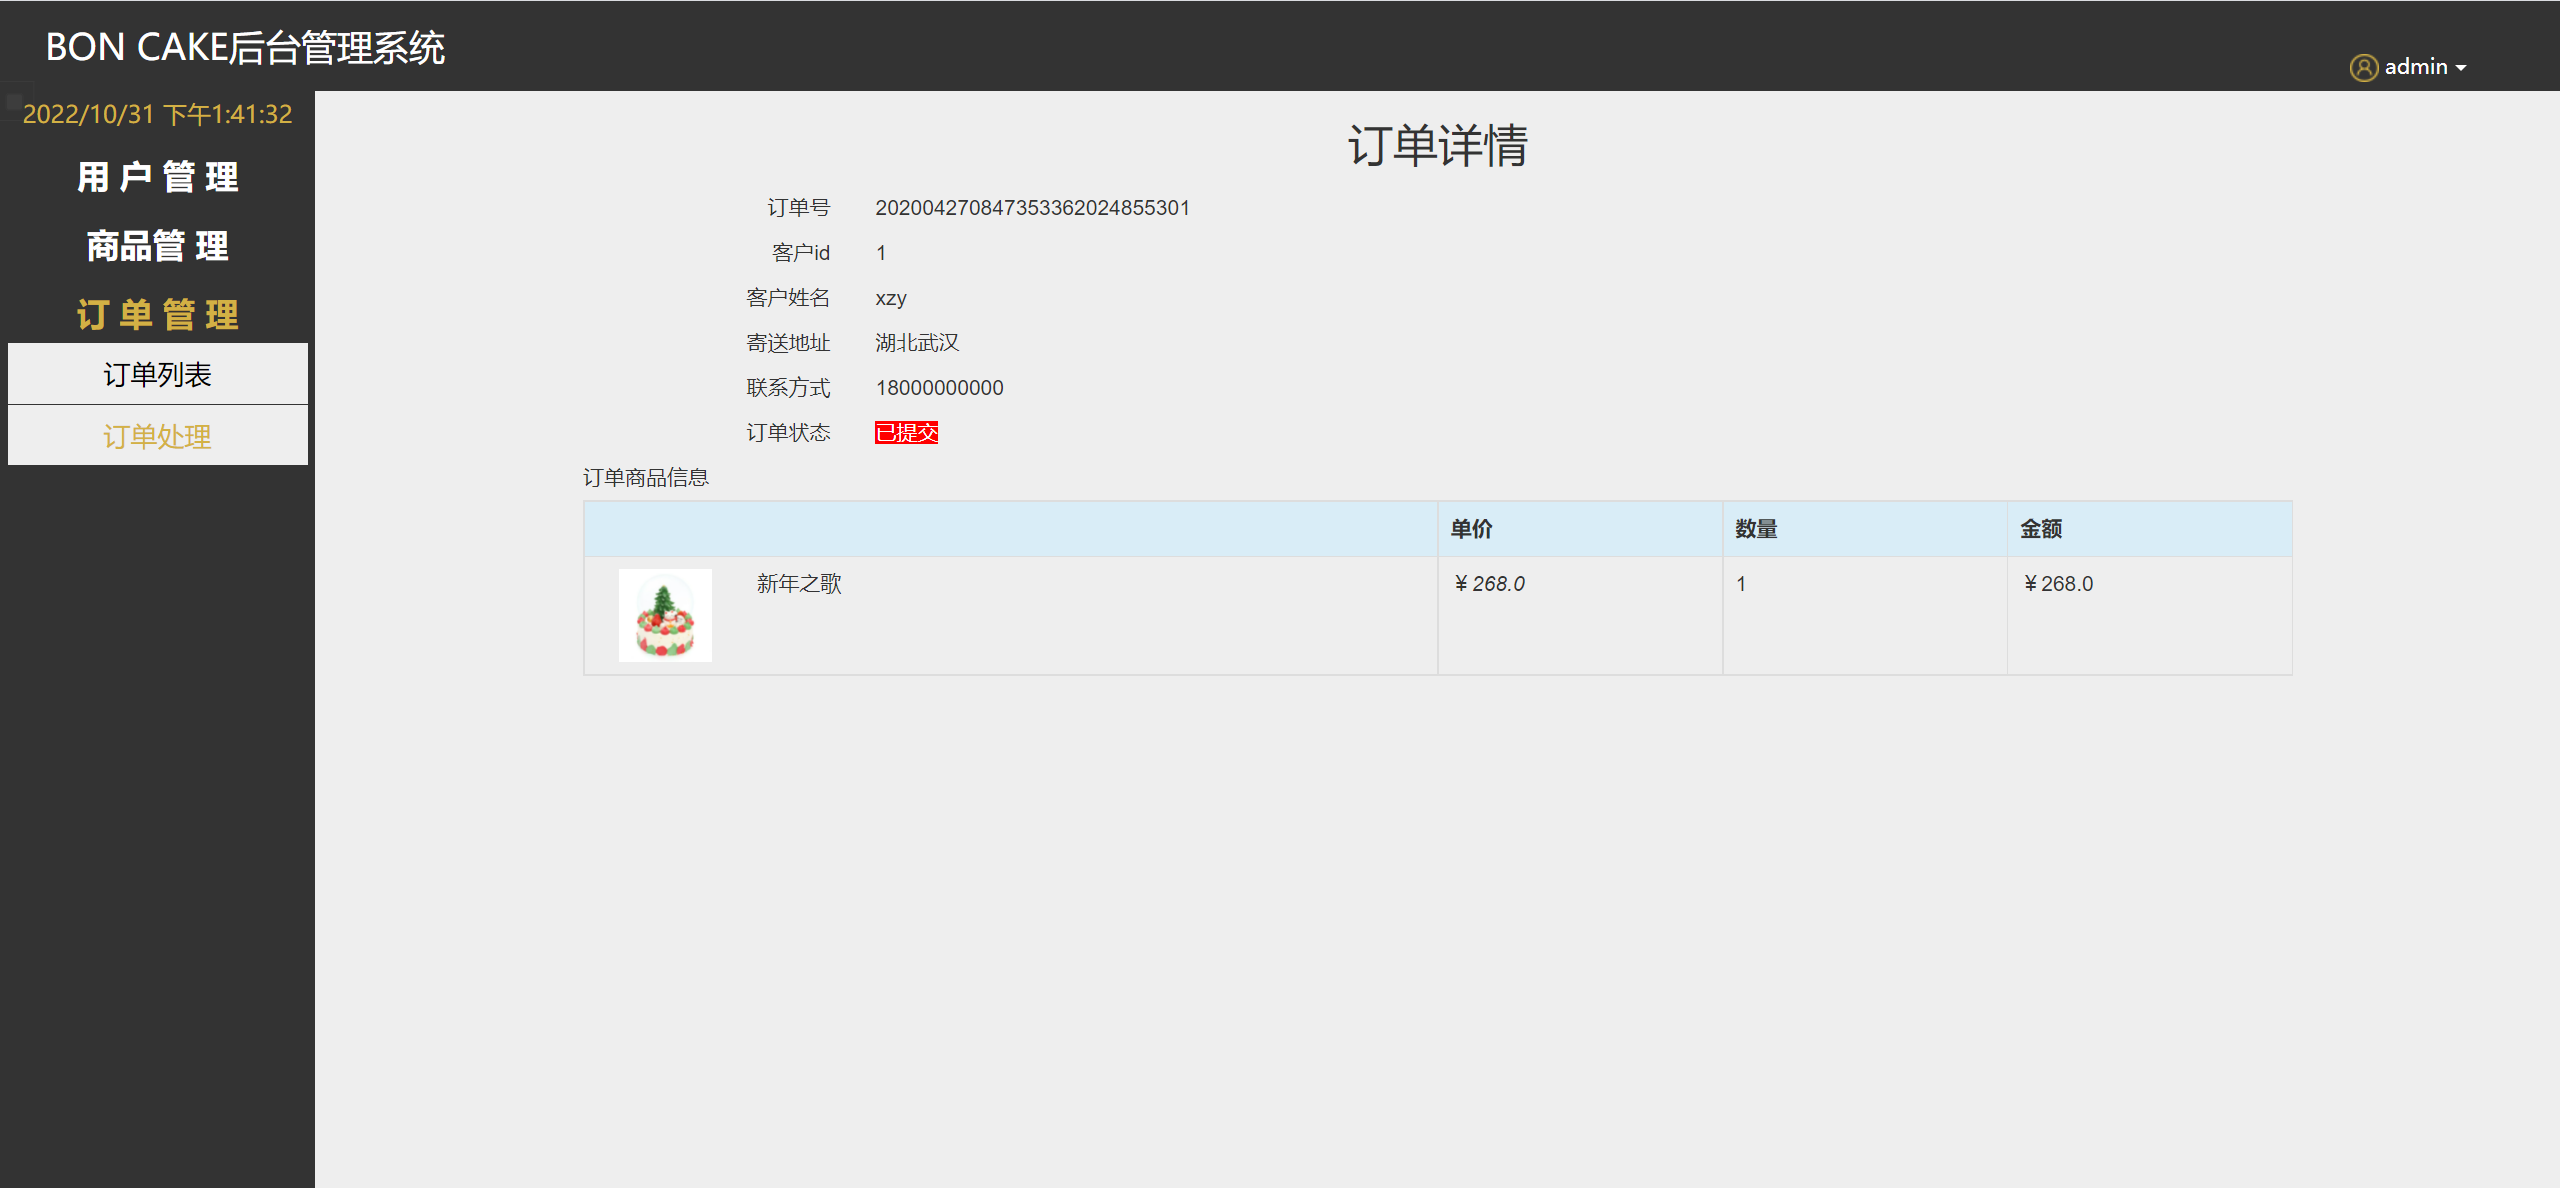 BON CAKE后台管理系统
admin
2022/10/31 下午1:41:32
用 户 管 理
商品管 理
订 单 管 理
订单列表
订单处理
订单详情
订单号 202004270847353362024855301
客户id 1
客户姓名 xzy
寄送地址 湖北武汉
联系方式 18000000000
订单状态 已提交
订单商品信息
单价 数量 金额
新年之歌 ¥ 268.0 1 ¥ 268.0